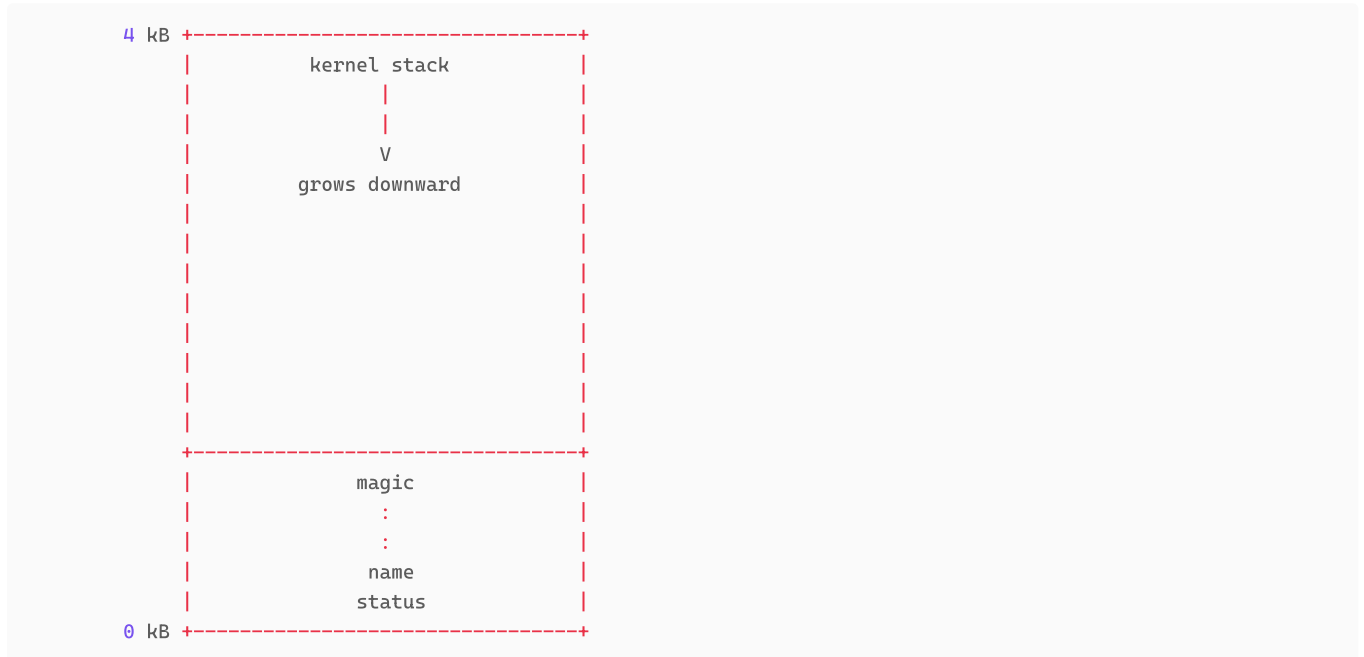 4 kB +---------------------------------+
| kernel stack |
| | |
| | |
| V |
| grows downward |
| |
| |
| |
| |
| |
| |
| |
| |
+---------------------------------+
| magic |
| : |
| : |
| name |
| status |
0 kB +---------------------------------+